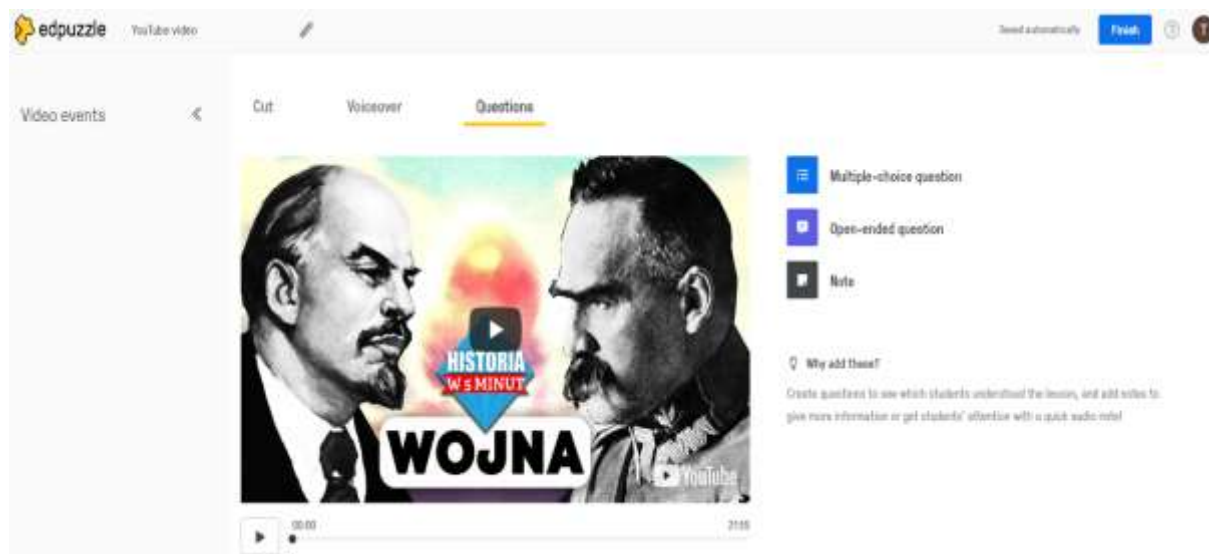 edpuzzle
YouTube video
Saved automatically
Finish
?
T
Video events
Cut
Voiceover
Questions
HISTORIA
W 5 MINUT
WOJNA
YouTube
00:00
Multiple-choice question
Open-ended question
Note
Why add these?
Create questions to see which students understood the lesson, and add notes to
give more information or get students' attention with a quick audio note!